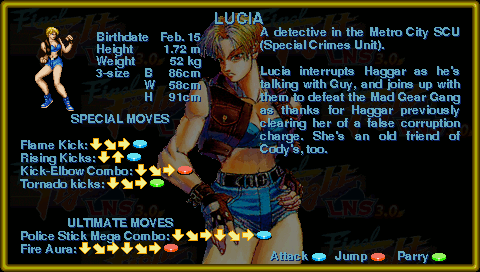 LUCIA
Birthdate Feb. 15
Height 1.72 m
Weight 52 kg
3-size B 86cm
W 58cm
H 91cm
A detective in the Metro City SCU
(Special Crimes Unit).
Lucia interrupts Haggar as he's
talking with Guy, and joins up with
them to defeat the Mad Gear Gang
as thanks for Haggar previously
clearing her of a false corruption
charge. She's an old friend of
Cody's, too.
SPECIAL MOVES
Flame Kick:
Rising Kicks:
Kick-Elbow Combo:
Tornado kicks:
ULTIMATE MOVES
Police Stick Mega Combo:
Fire Aura:
Attack Jump Parry
LNS 3.0